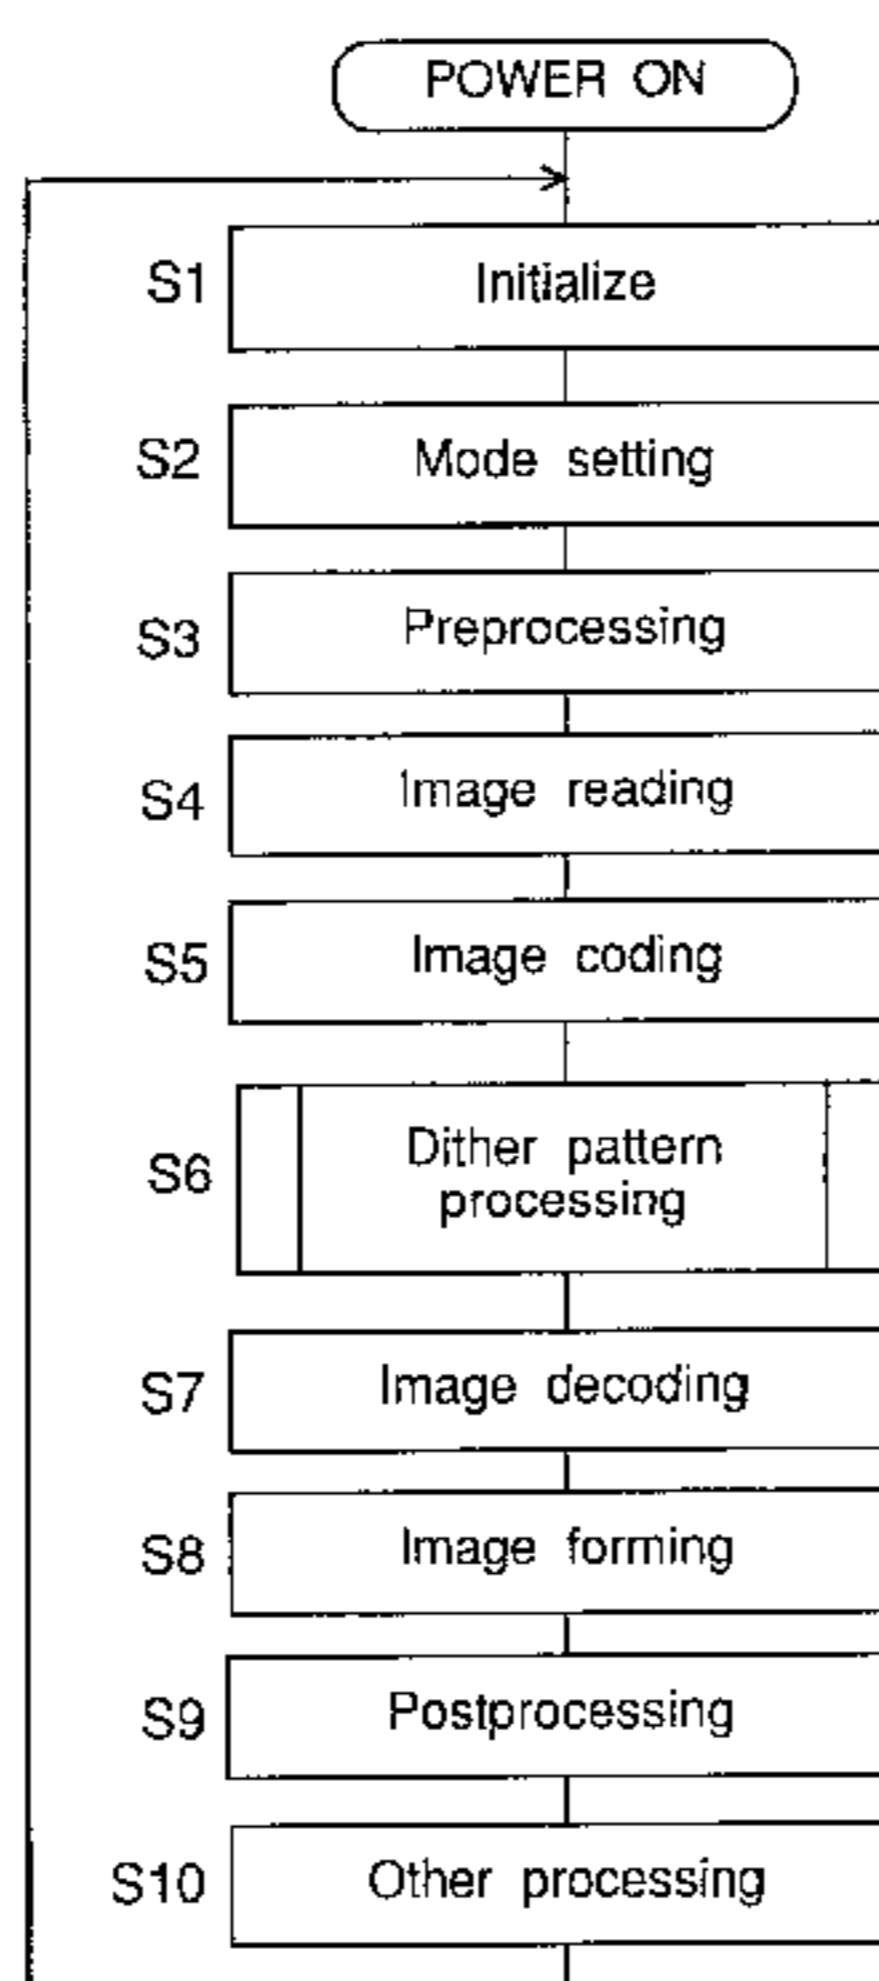 POWER ON
S1 Initialize
S2 Mode setting
S3 Preprocessing
S4 Image reading
S5 Image coding
S6 Dither pattern
processing
S7 Image decoding
S8 Image forming
S9 Postprocessing
S10 Other processing